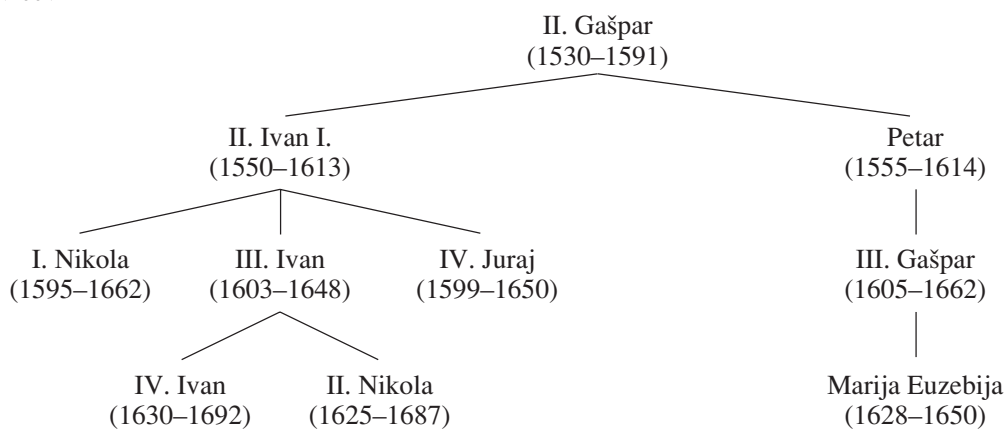 II. Gašpar
(1530–1591)
II. Ivan I.
(1550–1613)
Petar
(1555–1614)
I. Nikola
(1595–1662)
III. Ivan
(1603–1648)
IV. Juraj
(1599–1650)
III. Gašpar
(1605–1662)
IV. Ivan
(1630–1692)
II. Nikola
(1625–1687)
Marija Euzebija
(1628–1650)